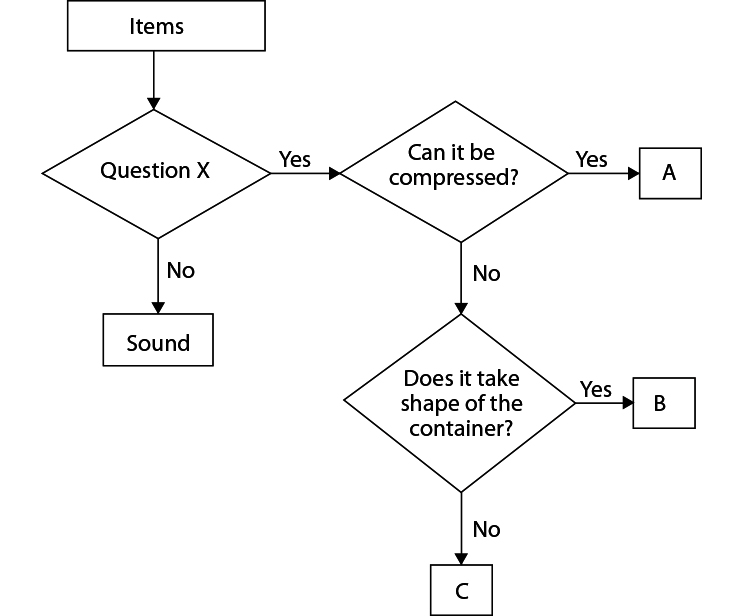 Items
Question X
Yes
Can it be
compressed?
Yes
A
No
Sound
No
Does it take
shape of the
container?
Yes
B
No
C